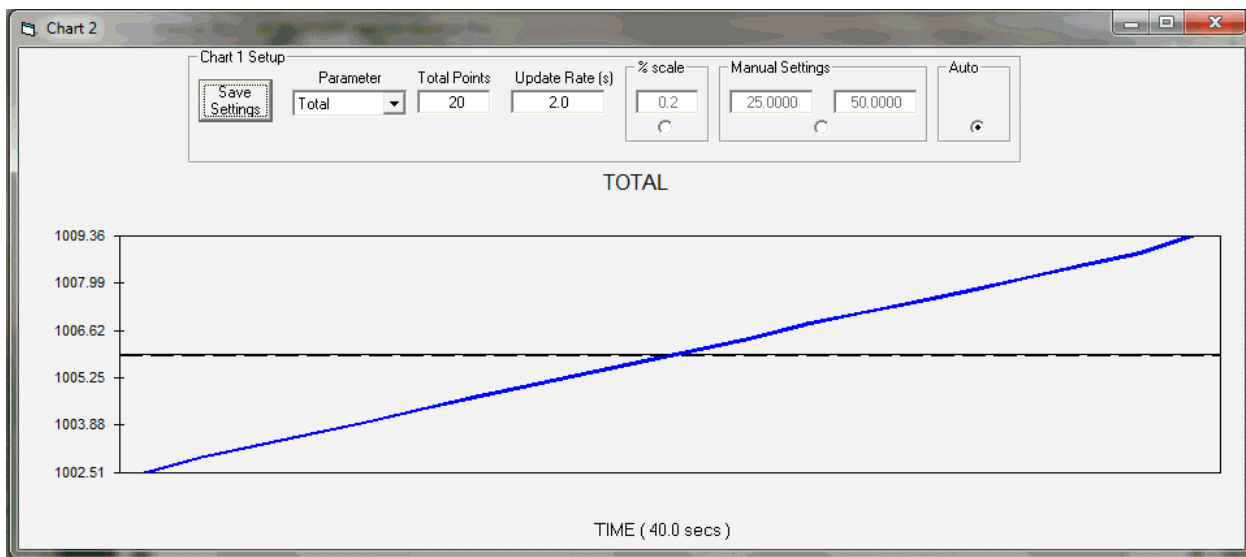 Chart 2
Chart 1 Setup
Save
Settings
Parameter
Total
Total Points
20
Update Rate (s)
2.0
% scale
0.2
Manual Settings
25.0000 50.0000
Auto
TOTAL
1009.36
1007.99
1006.62
1005.25
1003.88
1002.51
TIME ( 40.0 secs )